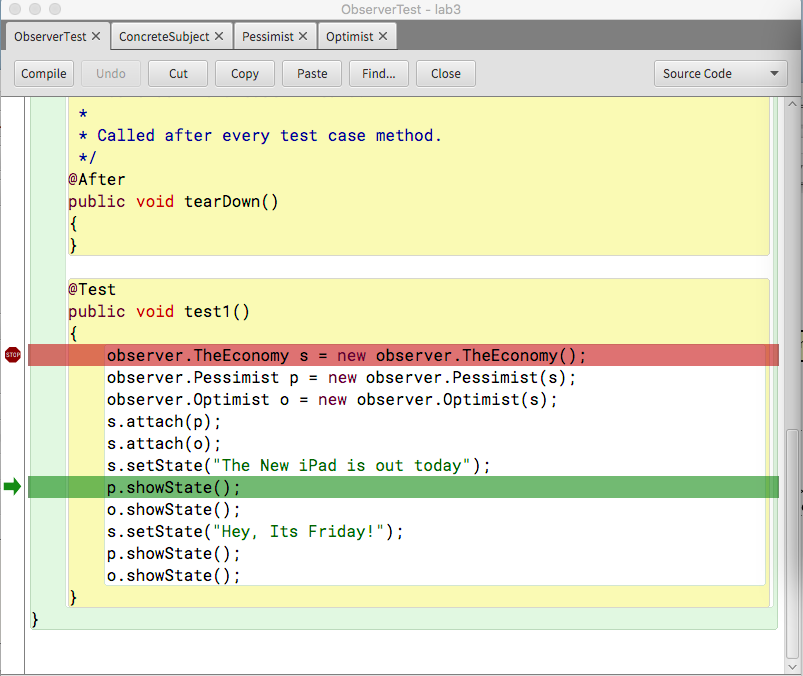 ObserverTest - lab3
ObserverTest ✕ ConcreteSubject ✕ Pessimist ✕ Optimist ✕
Compile Undo Cut Copy Paste Find... Close Source Code
*
* Called after every test case method.
*/
@After
public void tearDown()
{
}
@Test
public void test1()
{
STOP observer.TheEconomy s = new observer.TheEconomy();
observer.Pessimist p = new observer.Pessimist(s);
observer.Optimist o = new observer.Optimist(s);
s.attach(p);
s.attach(o);
s.setState("The New iPad is out today");
p.showState();
o.showState();
s.setState("Hey, Its Friday!");
p.showState();
o.showState();
}
}